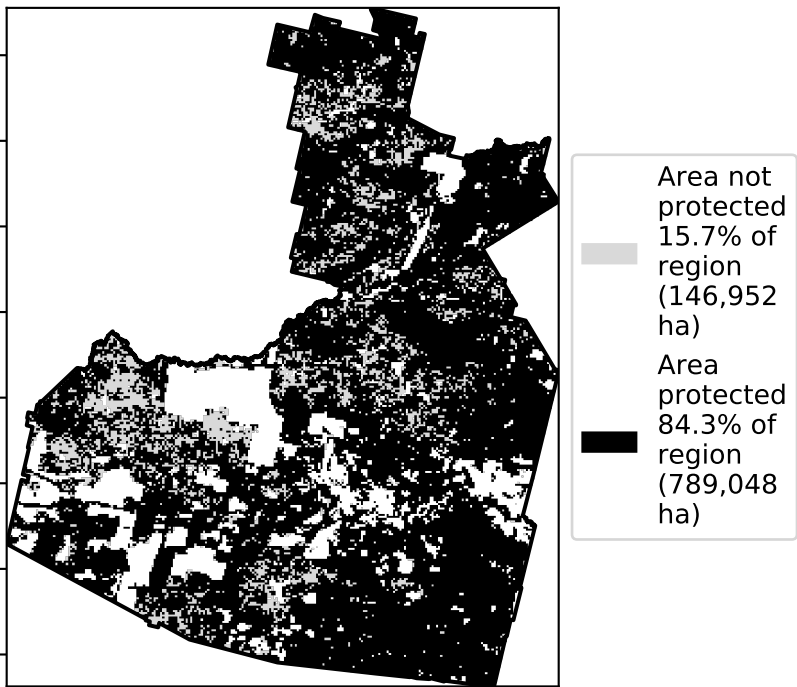 Area not
protected
15.7% of
region
(146,952
ha)
Area
protected
84.3% of
region
(789,048
ha)